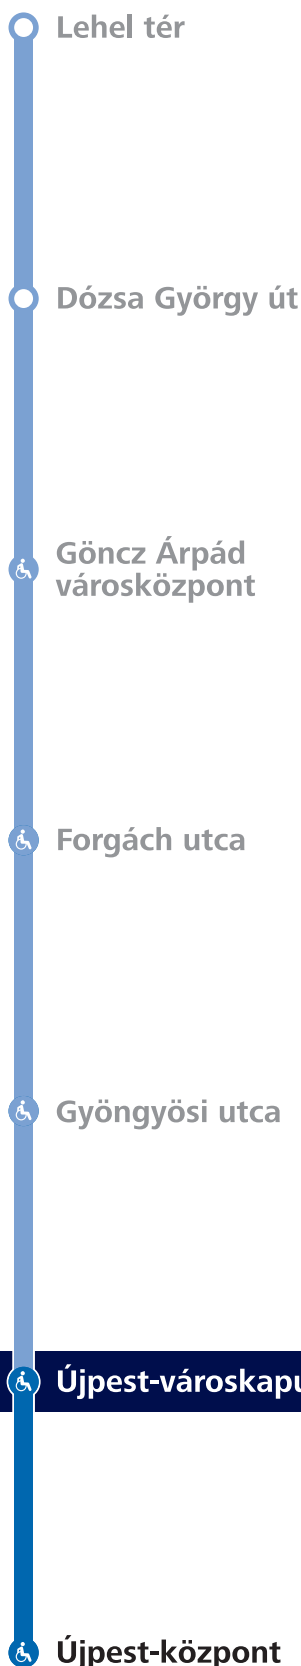 Lehel tér
Dózsa György út
Göncz Árpád
városközpont
Forgách utca
Gyöngyösi utca
Újpest-városkapu
Újpest-központ